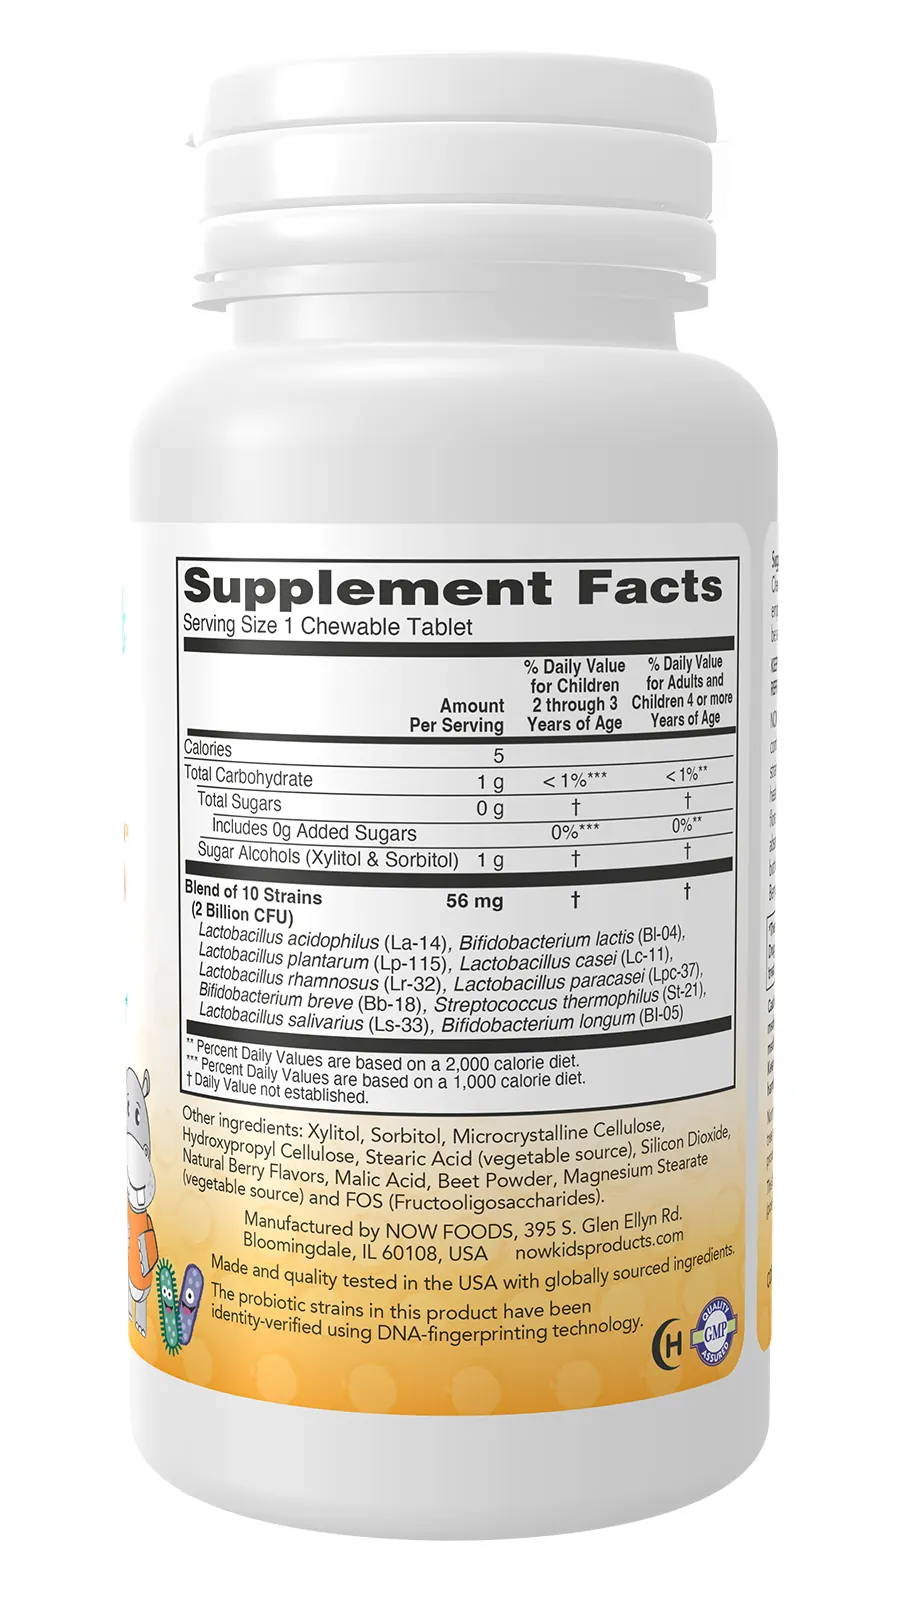 Supplement Facts
Serving Size 1 Chewable Tablet
Amount Per Serving
% Daily Value for Children 2 through 3 Years of Age
% Daily Value for Adults and Children 4 or more Years of Age
Calories 5
Total Carbohydrate 1 g < 1%*** < 1%**
Total Sugars 0 g † †
Includes 0g Added Sugars 0%*** 0%**
Sugar Alcohols (Xylitol & Sorbitol) 1 g † †
Blend of 10 Strains 56 mg † †
(2 Billion CFU)
Lactobacillus acidophilus (La-14), Bifidobacterium lactis (Bl-04),
Lactobacillus plantarum (Lp-115), Lactobacillus casei (Lc-11),
Lactobacillus rhamnosus (Lr-32), Lactobacillus paracasei (Lpc-37),
Bifidobacterium breve (Bb-18), Streptococcus thermophilus (St-21),
Lactobacillus salivarius (Ls-33), Bifidobacterium longum (Bl-05)
** Percent Daily Values are based on a 2,000 calorie diet.
*** Percent Daily Values are based on a 1,000 calorie diet.
† Daily Value not established.
Other ingredients: Xylitol, Sorbitol, Microcrystalline Cellulose,
Hydroxypropyl Cellulose, Stearic Acid (vegetable source), Silicon Dioxide,
Natural Berry Flavors, Malic Acid, Beet Powder, Magnesium Stearate
(vegetable source) and FOS (Fructooligosaccharides).
Manufactured by NOW FOODS, 395 S. Glen Ellyn Rd.
Bloomingdale, IL 60108, USA nowkidsproducts.com
Made and quality tested in the USA with globally sourced ingredients.
The probiotic strains in this product have been
identity-verified using DNA-fingerprinting technology.
H
QUALITY
GMP
ASSURED